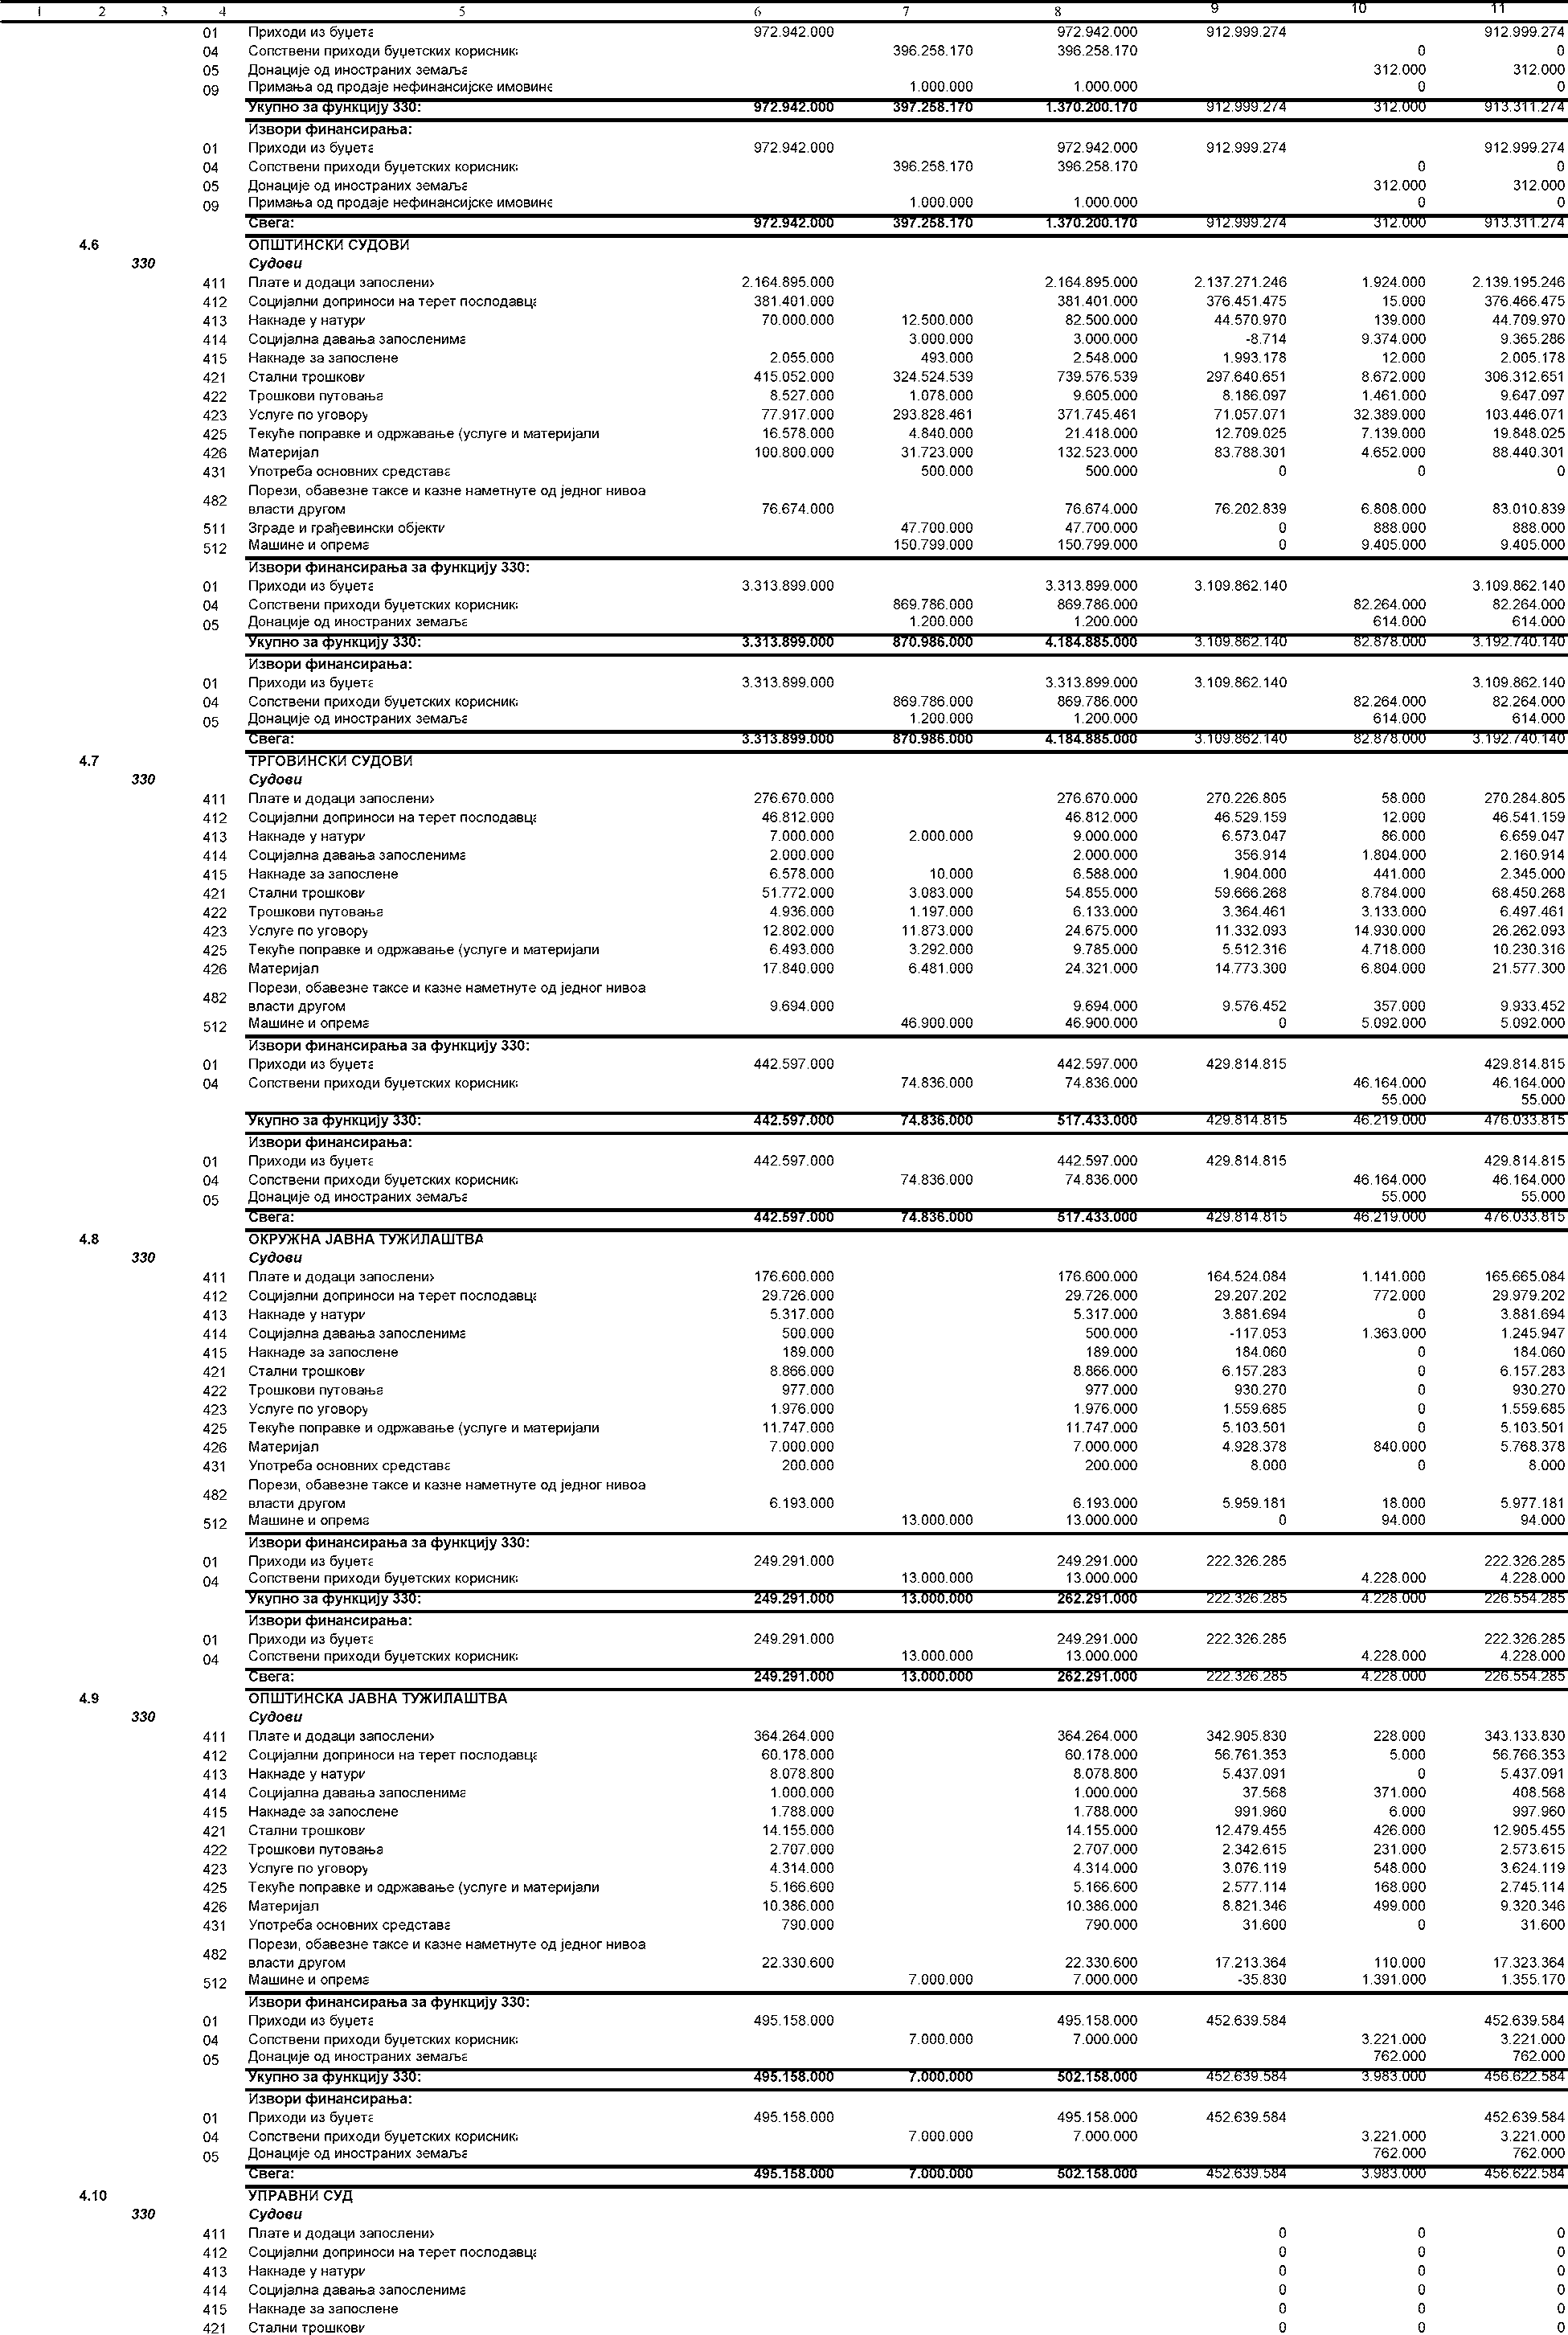 1 2 3 4 5 6 7 8 9 10 11
01 Приходи из буџета 972.942.000 972.942.000 912.999.274 912.999.274
04 Сопствени приходи буџетских корисник 396.258.170 396.258.170 0 0
05 Донације од иностраних земаља 312.000 312.000
09 Примања од продаје нефинансијске имовине 1.000.000 1.000.000 0 0
Укупно за функцију 330: 972.942.000 397.258.170 1.370.200.170 912.999.274 312.000 913.311.274
Извори финансирања:
01 Приходи из буџета 972.942.000 972.942.000 912.999.274 912.999.274
04 Сопствени приходи буџетских корисник 396.258.170 396.258.170 0 0
05 Донације од иностраних земаља 312.000 312.000
09 Примања од продаје нефинансијске имовине 1.000.000 1.000.000 0 0
Свега: 972.942.000 397.258.170 1.370.200.170 912.999.274 312.000 913.311.274
4.6 ОПШТИНСКИ СУДОВИ
330 Судови
411 Плате и додаци запослених 2.164.895.000 2.164.895.000 2.137.271.246 1.924.000 2.139.195.246
412 Социјални доприноси на терет послодавца 381.401.000 381.401.000 376.451.475 15.000 376.466.475
413 Накнаде у натури 70.000.000 12.500.000 82.500.000 44.570.970 139.000 44.709.970
414 Социјална давања запосленима 3.000.000 3.000.000 -8.714 9.374.000 9.365.286
415 Накнаде за запослене 2.055.000 493.000 2.548.000 1.993.178 12.000 2.005.178
421 Стални трошкови 415.052.000 324.524.539 739.576.539 297.640.651 8.672.000 306.312.651
422 Трошкови путовања 8.527.000 1.078.000 9.605.000 8.186.097 1.461.000 9.647.097
423 Услуге по уговору 77.917.000 293.828.461 371.745.461 71.057.071 32.389.000 103.446.071
425 Текуће поправке и одржавање (услуге и материјали 16.578.000 4.840.000 21.418.000 12.709.025 7.139.000 19.848.025
426 Материјал 100.800.000 31.723.000 132.523.000 83.788.301 4.652.000 88.440.301
431 Употреба основних средстава 500.000 500.000 0 0 0
Порези, обавезне таксе и казне наметнуте од једног нивоа
482 власти другом 76.674.000 76.674.000 76.202.839 6.808.000 83.010.839
511 Зграде и грађевински објекти 47.700.000 47.700.000 0 888.000 888.000
512 Машине и опрема 150.799.000 150.799.000 0 9.405.000 9.405.000
Извори финансирања за функцију 330:
01 Приходи из буџета 3.313.899.000 3.313.899.000 3.109.862.140 3.109.862.140
04 Сопствени приходи буџетских корисник 869.786.000 869.786.000 82.264.000 82.264.000
05 Донације од иностраних земаља 1.200.000 1.200.000 614.000 614.000
Укупно за функцију 330: 3.313.899.000 870.986.000 4.184.885.000 3.109.862.140 82.878.000 3.192.740.140
Извори финансирања:
01 Приходи из буџета 3.313.899.000 3.313.899.000 3.109.862.140 3.109.862.140
04 Сопствени приходи буџетских корисник 869.786.000 869.786.000 82.264.000 82.264.000
05 Донације од иностраних земаља 1.200.000 1.200.000 614.000 614.000
Свега: 3.313.899.000 870.986.000 4.184.885.000 3.109.862.140 82.878.000 3.192.740.140
4.7 ТРГОВИНСКИ СУДОВИ
330 Судови
411 Плате и додаци запослених 276.670.000 276.670.000 270.226.805 58.000 270.284.805
412 Социјални доприноси на терет послодавца 46.812.000 46.812.000 46.529.159 12.000 46.541.159
413 Накнаде у натури 7.000.000 2.000.000 9.000.000 6.573.047 86.000 6.659.047
414 Социјална давања запосленима 2.000.000 2.000.000 356.914 1.804.000 2.160.914
415 Накнаде за запослене 6.578.000 10.000 6.588.000 1.904.000 441.000 2.345.000
421 Стални трошкови 51.772.000 3.083.000 54.855.000 59.666.268 8.784.000 68.450.268
422 Трошкови путовања 4.936.000 1.197.000 6.133.000 3.364.461 3.133.000 6.497.461
423 Услуге по уговору 12.802.000 11.873.000 24.675.000 11.332.093 14.930.000 26.262.093
425 Текуће поправке и одржавање (услуге и материјали 6.493.000 3.292.000 9.785.000 5.512.316 4.718.000 10.230.316
426 Материјал 17.840.000 6.481.000 24.321.000 14.773.300 6.804.000 21.577.300
Порези, обавезне таксе и казне наметнуте од једног нивоа
482 власти другом 9.694.000 9.694.000 9.576.452 357.000 9.933.452
512 Машине и опрема 46.900.000 46.900.000 0 5.092.000 5.092.000
Извори финансирања за функцију 330:
01 Приходи из буџета 442.597.000 442.597.000 429.814.815 429.814.815
04 Сопствени приходи буџетских корисник 74.836.000 74.836.000 46.164.000 46.164.000
55.000 55.000
Укупно за функцију 330: 442.597.000 74.836.000 517.433.000 429.814.815 46.219.000 476.033.815
Извори финансирања:
01 Приходи из буџета 442.597.000 442.597.000 429.814.815 429.814.815
04 Сопствени приходи буџетских корисник 74.836.000 74.836.000 46.164.000 46.164.000
05 Донације од иностраних земаља 55.000 55.000
Свега: 442.597.000 74.836.000 517.433.000 429.814.815 46.219.000 476.033.815
4.8 ОКРУЖНА ЈАВНА ТУЖИЛАШТВА
330 Судови
411 Плате и додаци запослених 176.600.000 176.600.000 164.524.084 1.141.000 165.665.084
412 Социјални доприноси на терет послодавца 29.726.000 29.726.000 29.207.202 772.000 29.979.202
413 Накнаде у натури 5.317.000 5.317.000 3.881.694 0 3.881.694
414 Социјална давања запосленима 500.000 500.000 -117.053 1.363.000 1.245.947
415 Накнаде за запослене 189.000 189.000 184.060 0 184.060
421 Стални трошкови 8.866.000 8.866.000 6.157.283 0 6.157.283
422 Трошкови путовања 977.000 977.000 930.270 0 930.270
423 Услуге по уговору 1.976.000 1.976.000 1.559.685 0 1.559.685
425 Текуће поправке и одржавање (услуге и материјали 11.747.000 11.747.000 5.103.501 0 5.103.501
426 Материјал 7.000.000 7.000.000 4.928.378 840.000 5.768.378
431 Употреба основних средстава 200.000 200.000 8.000 0 8.000
Порези, обавезне таксе и казне наметнуте од једног нивоа
482 власти другом 6.193.000 6.193.000 5.959.181 18.000 5.977.181
512 Машине и опрема 13.000.000 13.000.000 0 94.000 94.000
Извори финансирања за функцију 330:
01 Приходи из буџета 249.291.000 249.291.000 222.326.285 222.326.285
04 Сопствени приходи буџетских корисник 13.000.000 13.000.000 4.228.000 4.228.000
Укупно за функцију 330: 249.291.000 13.000.000 262.291.000 222.326.285 4.228.000 226.554.285
Извори финансирања:
01 Приходи из буџета 249.291.000 249.291.000 222.326.285 222.326.285
04 Сопствени приходи буџетских корисник 13.000.000 13.000.000 4.228.000 4.228.000
Свега: 249.291.000 13.000.000 262.291.000 222.326.285 4.228.000 226.554.285
4.9 ОПШТИНСКА ЈАВНА ТУЖИЛАШТВА
330 Судови
411 Плате и додаци запослених 364.264.000 364.264.000 342.905.830 228.000 343.133.830
412 Социјални доприноси на терет послодавца 60.178.000 60.178.000 56.761.353 5.000 56.766.353
413 Накнаде у натури 8.078.800 8.078.800 5.437.091 0 5.437.091
414 Социјална давања запосленима 1.000.000 1.000.000 37.568 371.000 408.568
415 Накнаде за запослене 1.788.000 1.788.000 991.960 6.000 997.960
421 Стални трошкови 14.155.000 14.155.000 12.479.455 426.000 12.905.455
422 Трошкови путовања 2.707.000 2.707.000 2.342.615 231.000 2.573.615
423 Услуге по уговору 4.314.000 4.314.000 3.076.119 548.000 3.624.119
425 Текуће поправке и одржавање (услуге и материјали 5.166.600 5.166.600 2.577.114 168.000 2.745.114
426 Материјал 10.386.000 10.386.000 8.821.346 499.000 9.320.346
431 Употреба основних средстава 790.000 790.000 31.600 0 31.600
Порези, обавезне таксе и казне наметнуте од једног нивоа
482 власти другом 22.330.600 22.330.600 17.213.364 110.000 17.323.364
512 Машине и опрема 7.000.000 7.000.000 -35.830 1.391.000 1.355.170
Извори финансирања за функцију 330:
01 Приходи из буџета 495.158.000 495.158.000 452.639.584 452.639.584
04 Сопствени приходи буџетских корисник 7.000.000 7.000.000 3.221.000 3.221.000
05 Донације од иностраних земаља 762.000 762.000
Укупно за функцију 330: 495.158.000 7.000.000 502.158.000 452.639.584 3.983.000 456.622.584
Извори финансирања:
01 Приходи из буџета 495.158.000 495.158.000 452.639.584 452.639.584
04 Сопствени приходи буџетских корисник 7.000.000 7.000.000 3.221.000 3.221.000
05 Донације од иностраних земаља 762.000 762.000
Свега: 495.158.000 7.000.000 502.158.000 452.639.584 3.983.000 456.622.584
4.10 УПРАВНИ СУД
330 Судови
411 Плате и додаци запослених 0 0 0
412 Социјални доприноси на терет послодавца 0 0 0
413 Накнаде у натури 0 0 0
414 Социјална давања запосленима 0 0 0
415 Накнаде за запослене 0 0 0
421 Стални трошкови 0 0 0